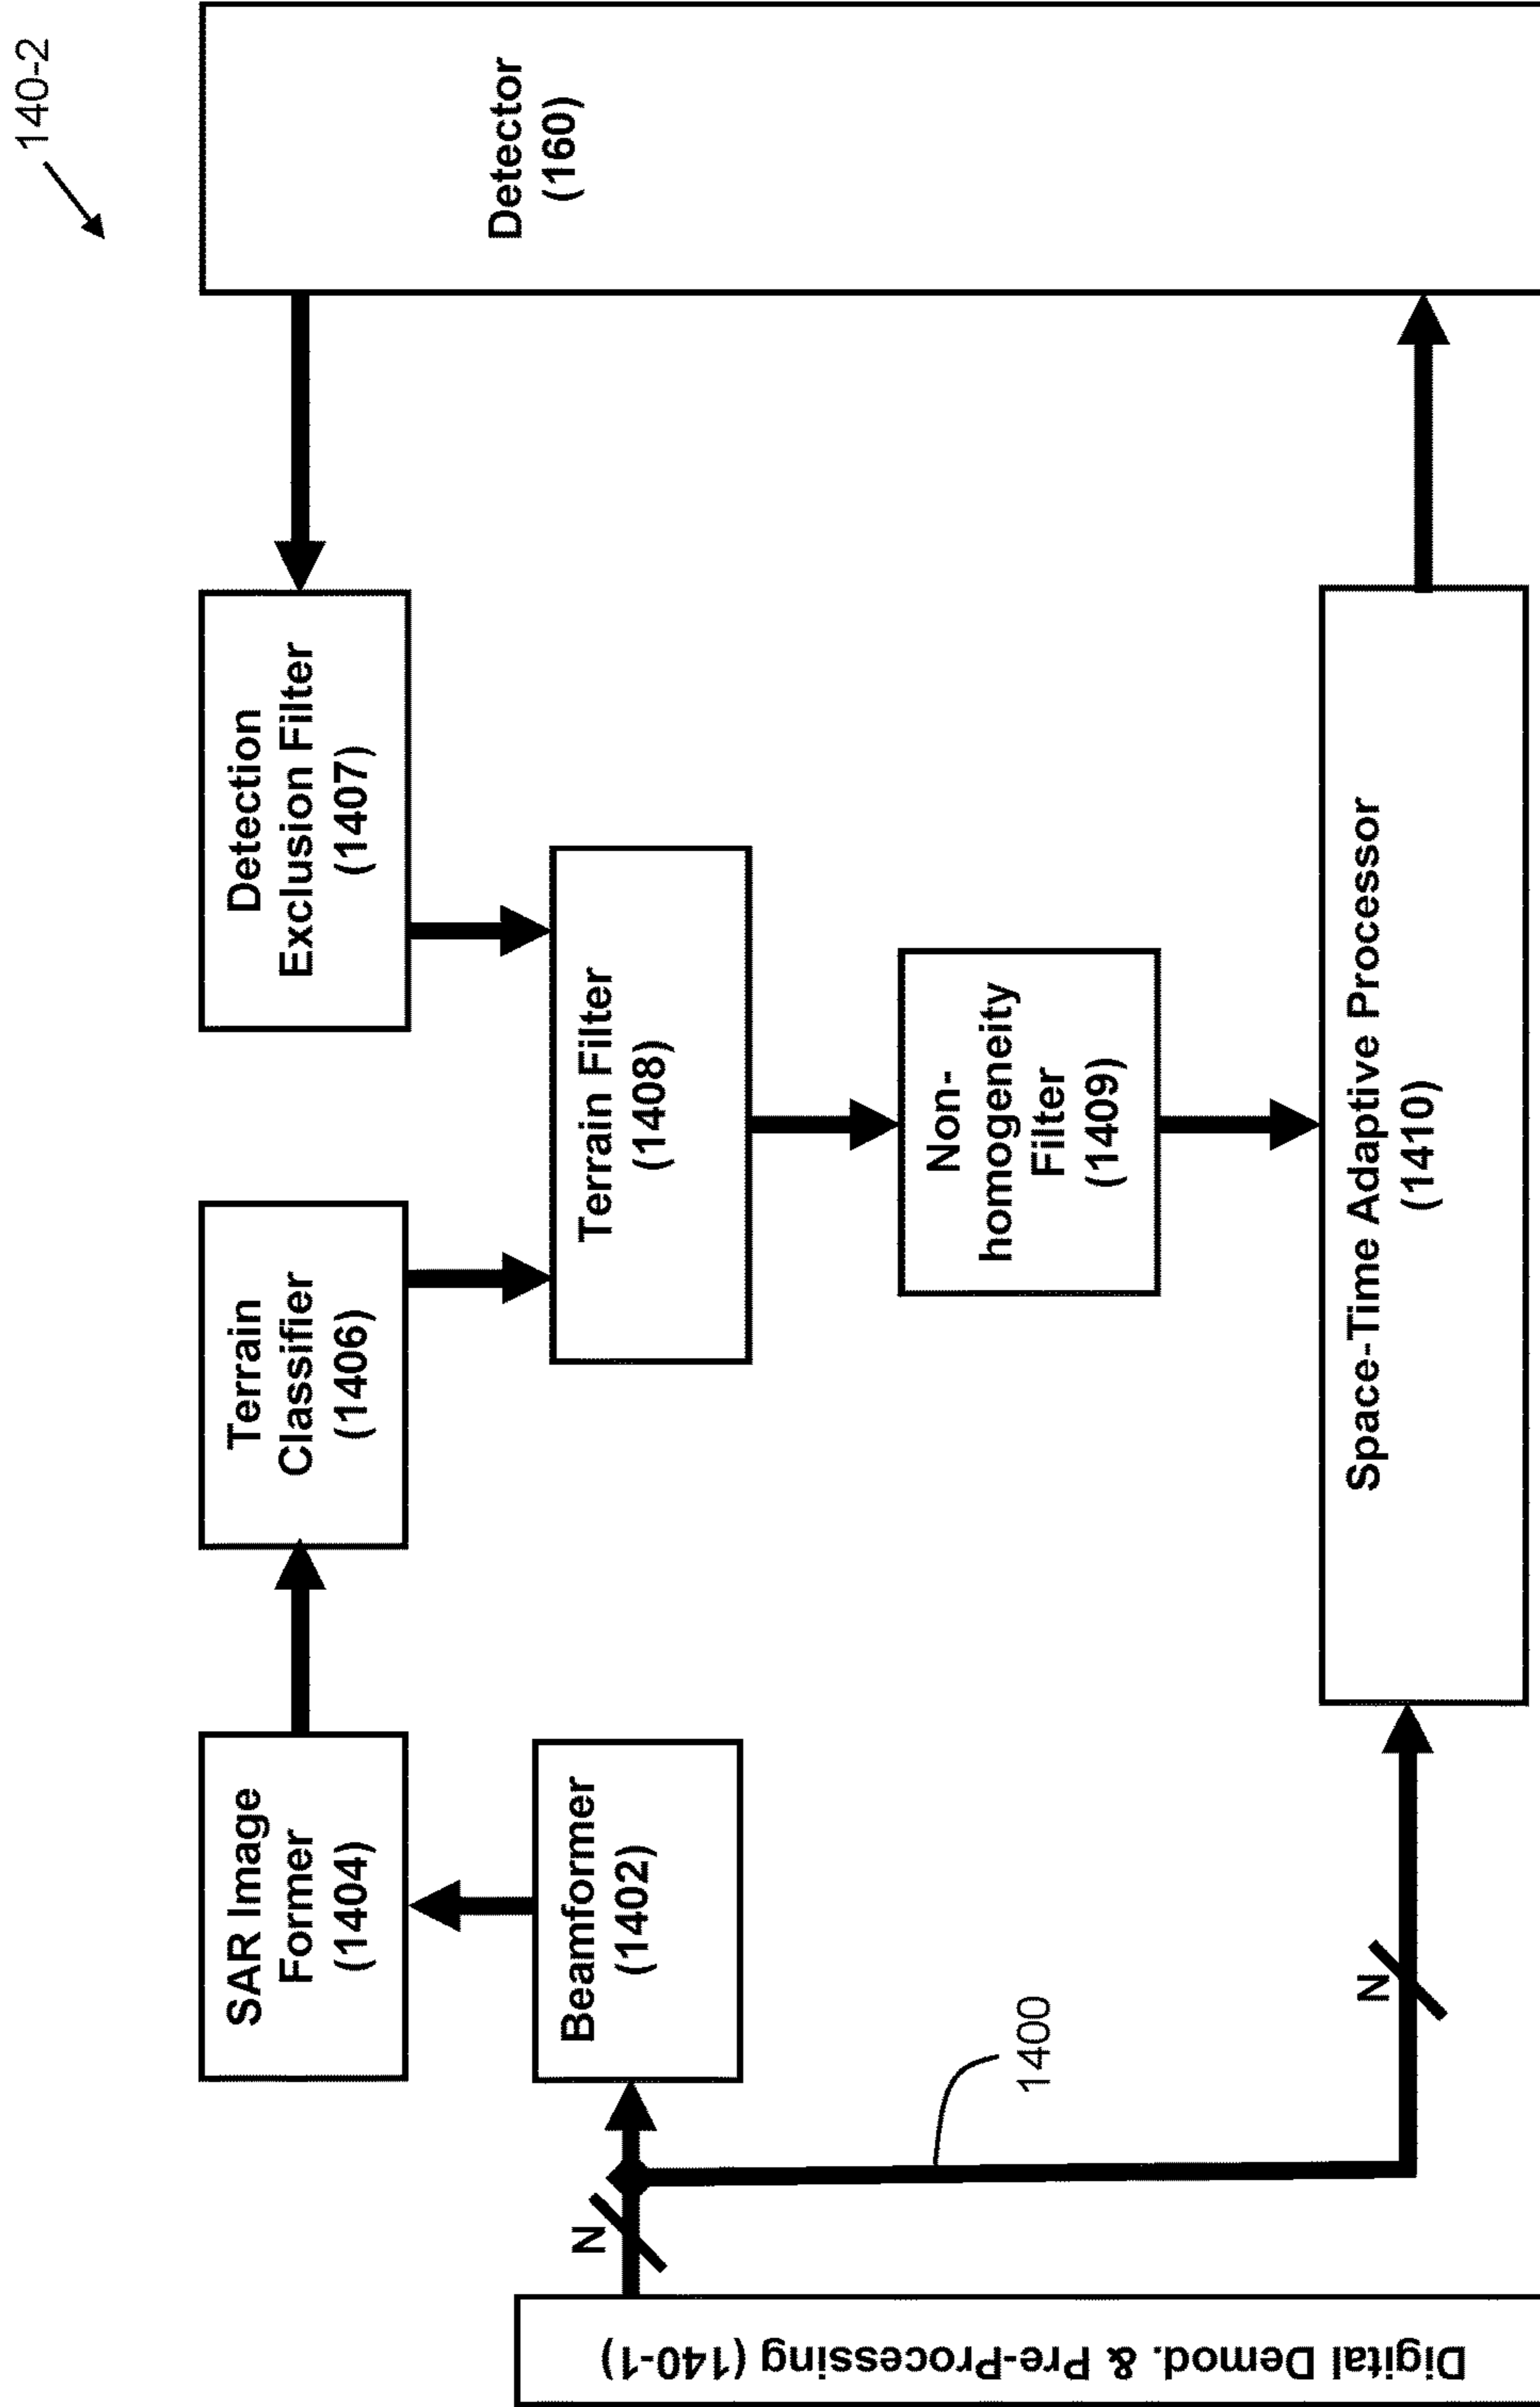 140-2
Digital Demod. & Pre-Processing (140-1)
N
1400
N
Beamformer
(1402)
SAR Image
Former
(1404)
Terrain
Classifier
(1406)
Detection
Exclusion Filter
(1407)
Terrain Filter
(1408)
Non-
homogeneity
Filter
(1409)
Space-Time Adaptive Processor
(1410)
Detector
(160)